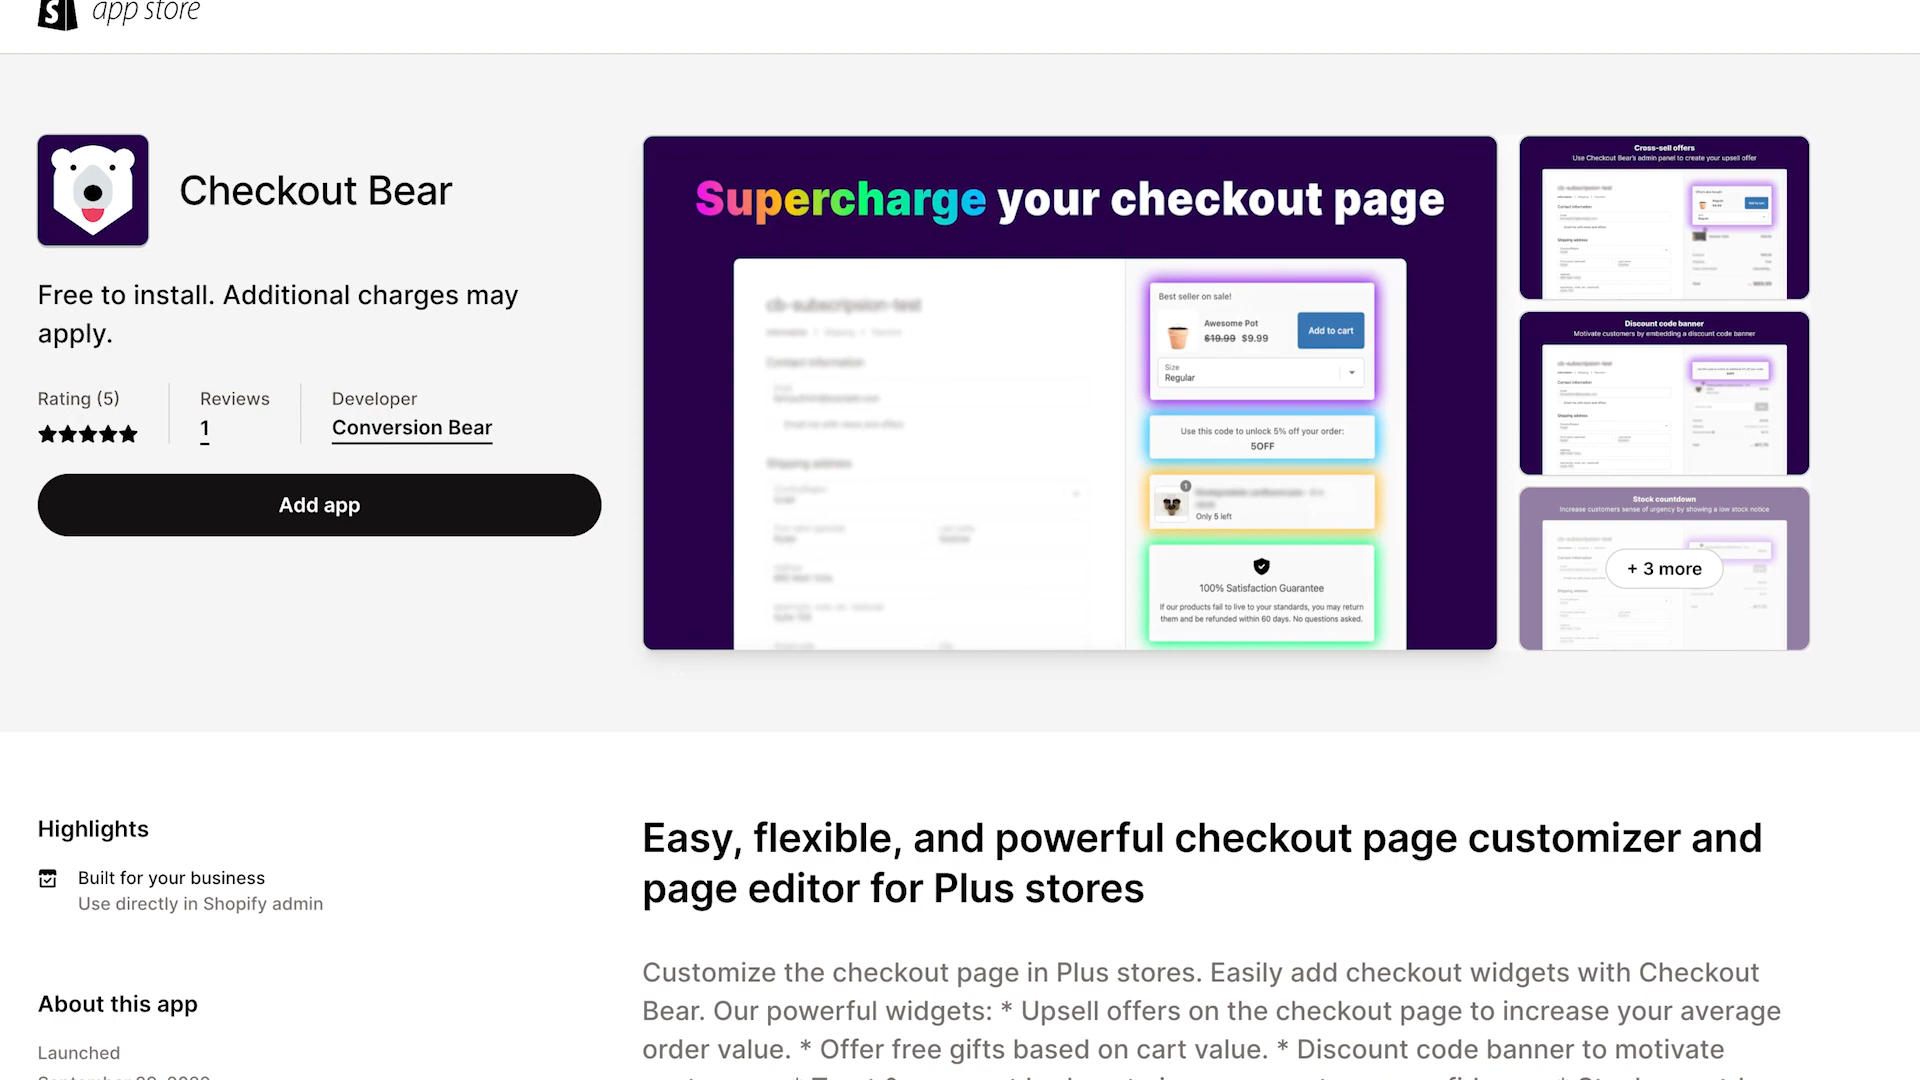 app store
Checkout Bear
Free to install. Additional charges may
apply.
Rating (5)
Reviews
1
Developer
Conversion Bear
Add app
Supercharge your checkout page
cb-subscripsion-test
Contact information
Shipping address
Best seller on sale!
Awesome Pot
$19.99 $9.99
Add to cart
Size
Regular
Use this code to unlock 5% off your order:
5OFF
1
Only 5 left
100% Satisfaction Guarantee
If our products fail to live to your standards, you may return
them and be refunded within 60 days. No questions asked.
Cross-sell offers
Use Checkout Bear's admin panel to create your upsell offer
Discount code banner
Motivate customers by embedding a discount code banner
Stock countdown
Increase customers sense of urgency by showing a low stock notice
+ 3 more
Highlights
Built for your business
Use directly in Shopify admin
About this app
Launched
Easy, flexible, and powerful checkout page customizer and
page editor for Plus stores
Customize the checkout page in Plus stores. Easily add checkout widgets with Checkout
Bear. Our powerful widgets: * Upsell offers on the checkout page to increase your average
order value. * Offer free gifts based on cart value. * Discount code banner to motivate